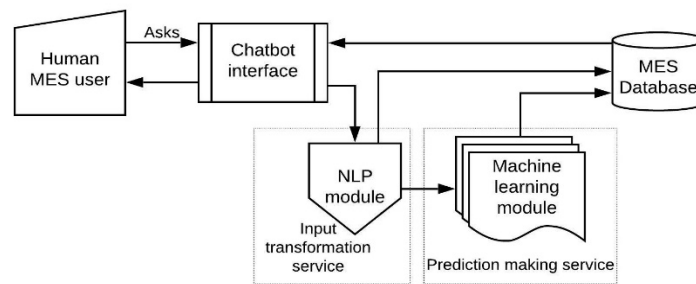 Human
MES user
Asks
Chatbot
interface
MES
Database
NLP
module
Input
transformation
service
Machine
learning
module
Prediction making service